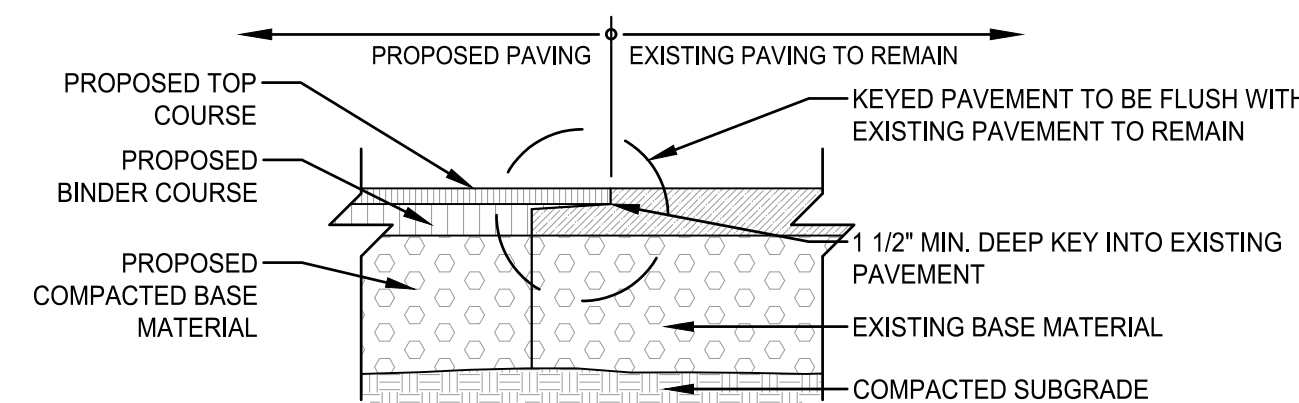 PROPOSED PAVING
EXISTING PAVING TO REMAIN
PROPOSED TOP
COURSE
PROPOSED
BINDER COURSE
PROPOSED
COMPACTED BASE
MATERIAL
KEYED PAVEMENT TO BE FLUSH WITH
EXISTING PAVEMENT TO REMAIN
1 1/2" MIN. DEEP KEY INTO EXISTING
PAVEMENT
EXISTING BASE MATERIAL
COMPACTED SUBGRADE